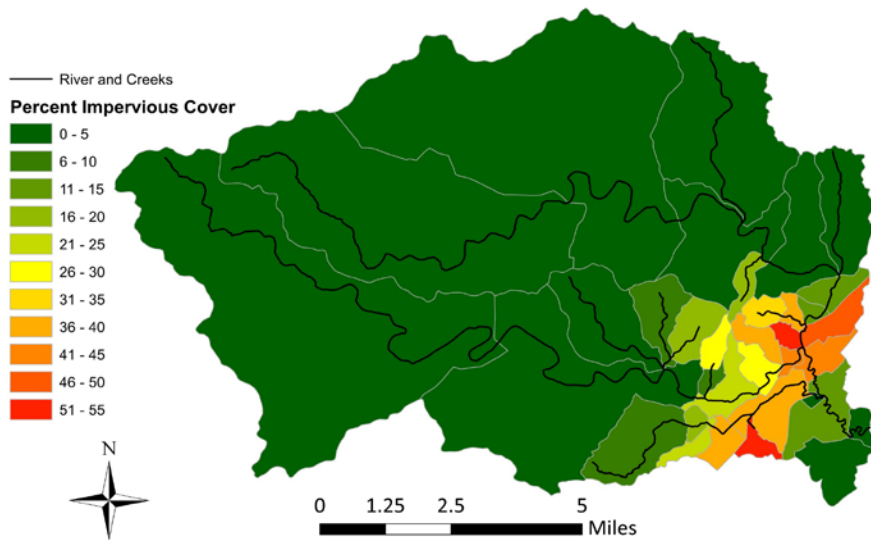 River and Creeks
Percent Impervious Cover
0 - 5
6 - 10
11 - 15
16 - 20
21 - 25
26 - 30
31 - 35
36 - 40
41 - 45
46 - 50
51 - 55
N
0 1.25 2.5 5
Miles